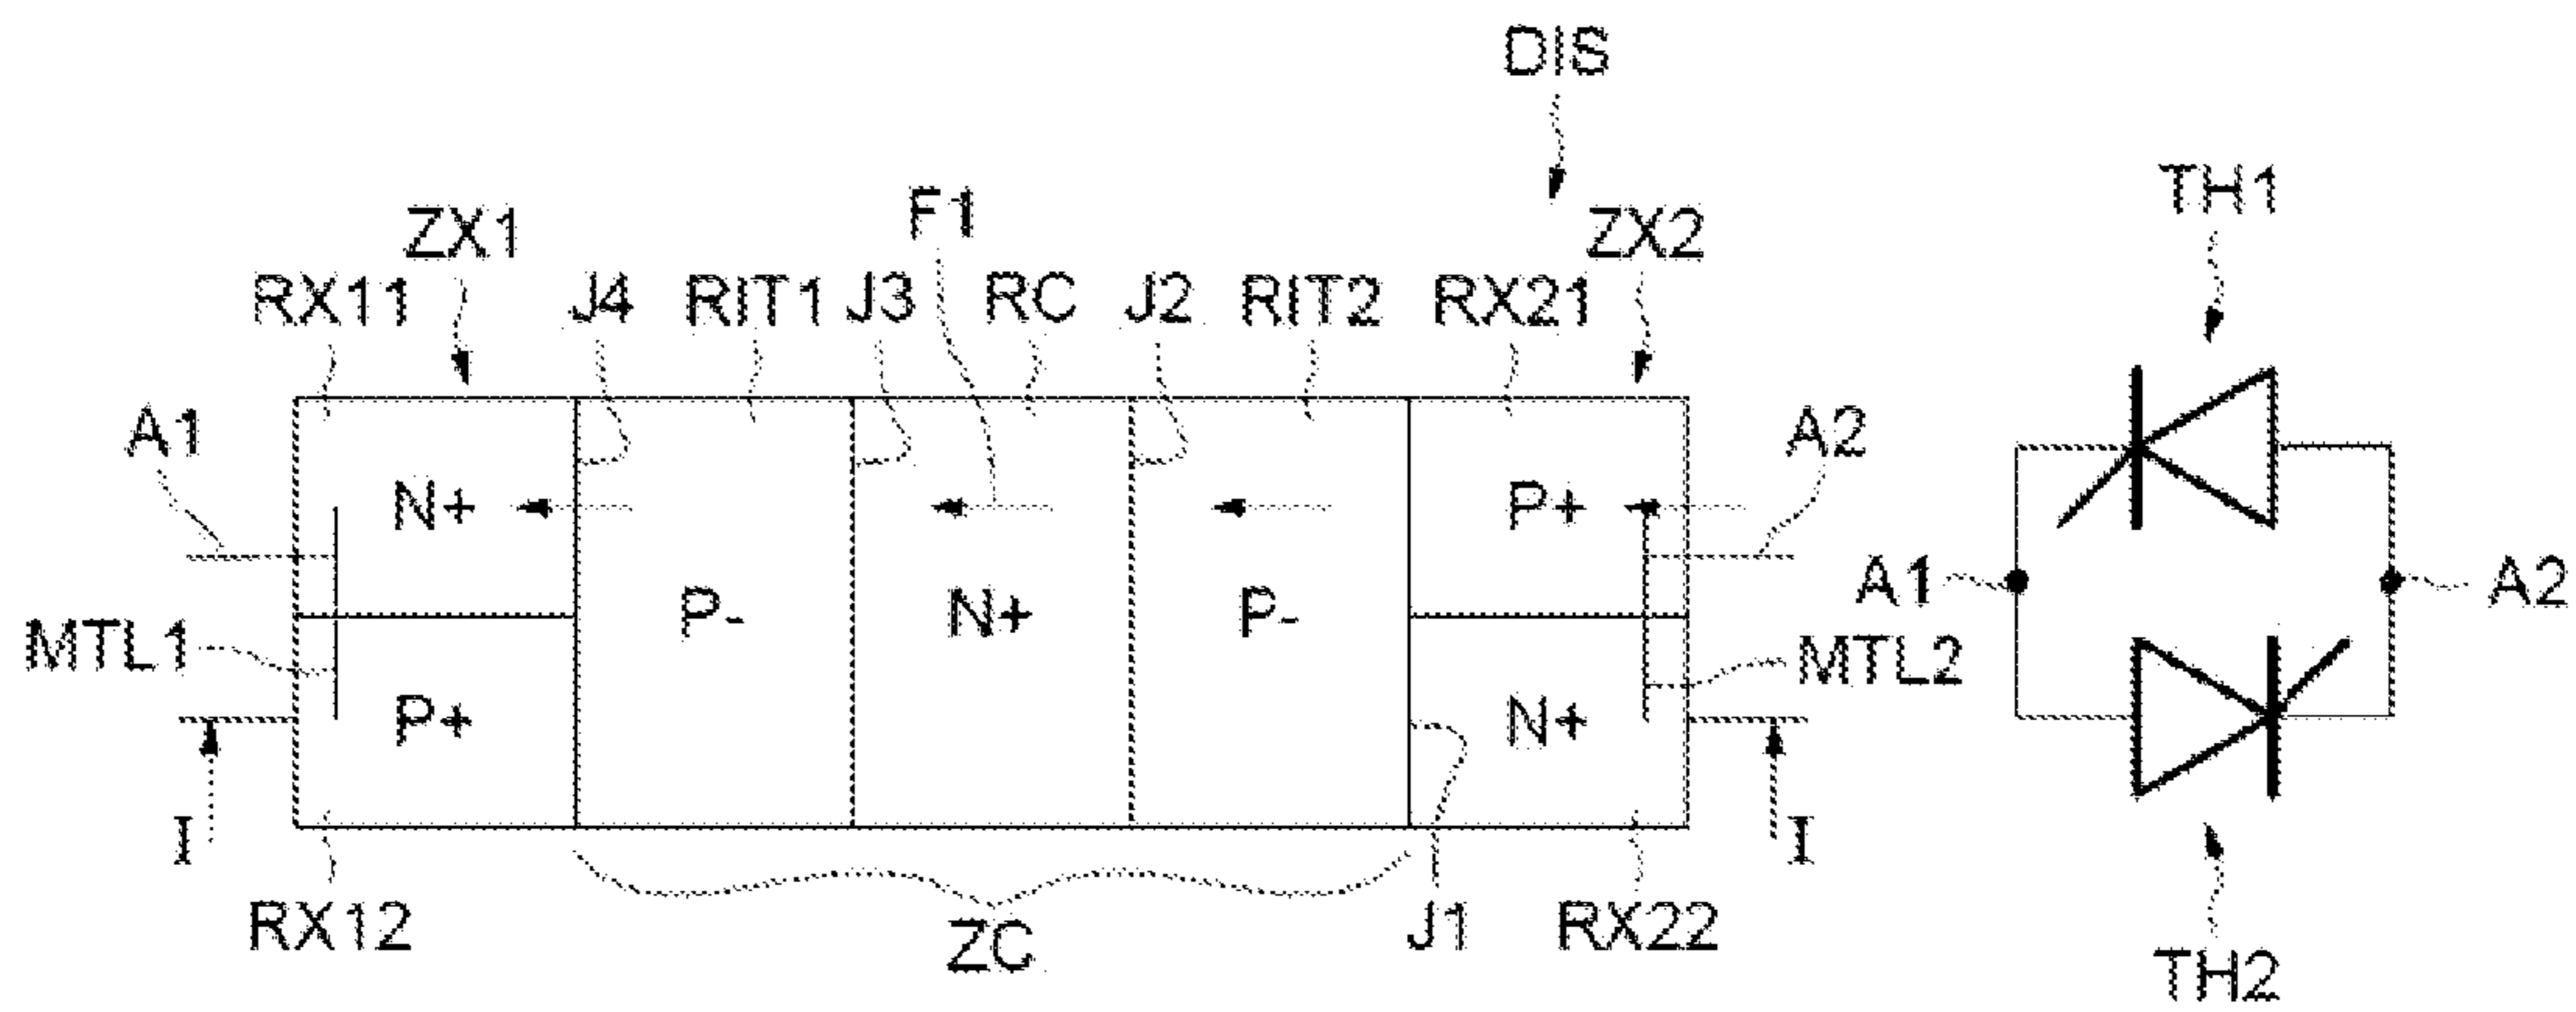 DIS
TH1
ZX1 F1 ZX2
RX11 J4 RIT1 J3 RC J2 RIT2 RX21
A1 A2
N+ P+
A1 A2
P- N+ P-
MTL1 MTL2
P+ N+
I I
RX12 ZC J1 RX22
TH2